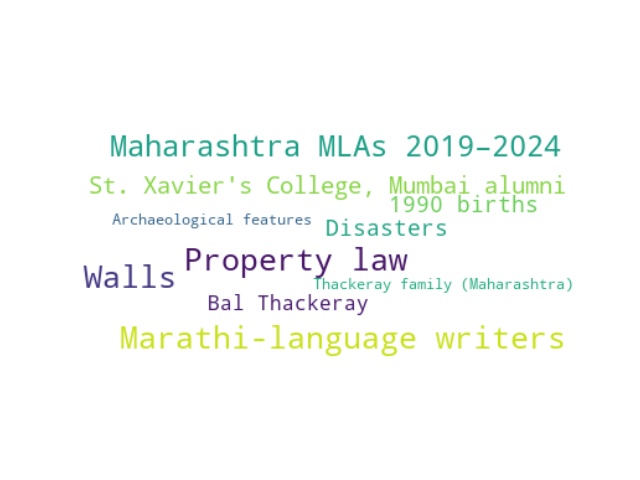 Maharashtra MLAs 2019–2024
St. Xavier's College, Mumbai alumni
1990 births
Archaeological features
Disasters
Property law
Walls
Thackeray family (Maharashtra)
Bal Thackeray
Marathi-language writers